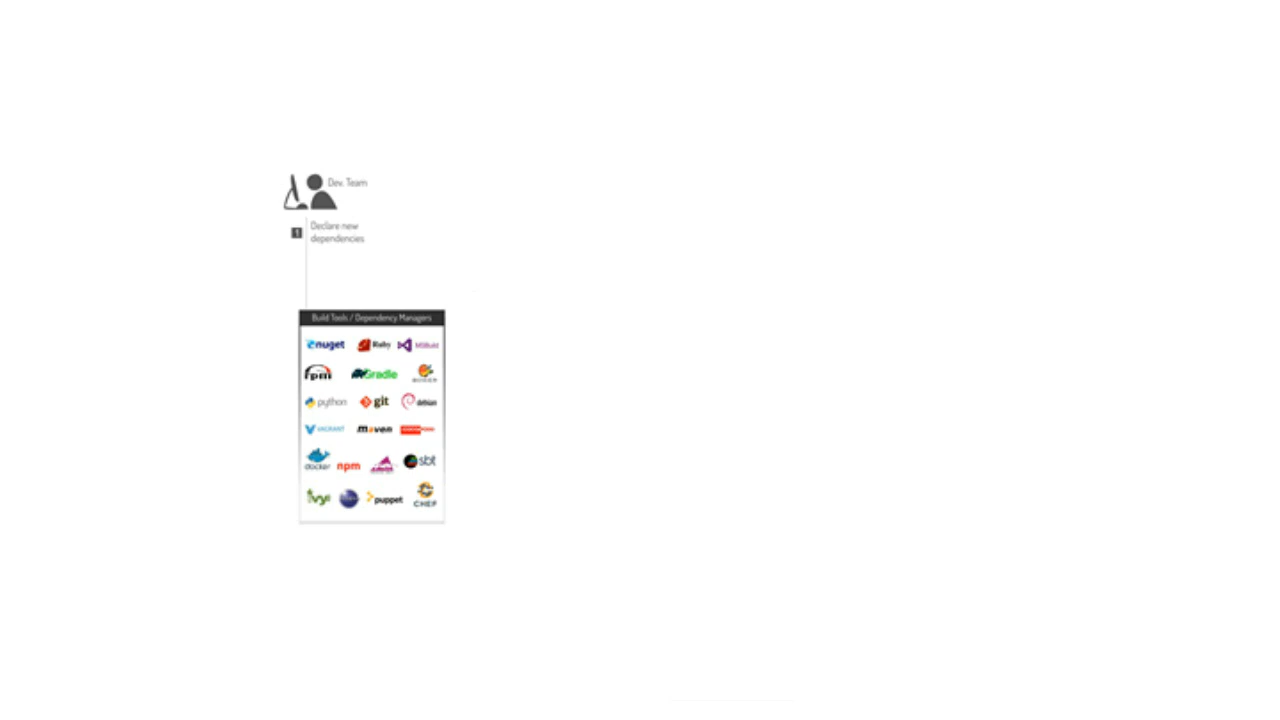 Dev. Team
1
Declare new
dependencies
Build Tools / Dependency Managers
nuget Ruby MSBuild
rpm Gradle BOWER
python git debian
VAGRANT maven
docker npm sbt
ivy puppet CHEF